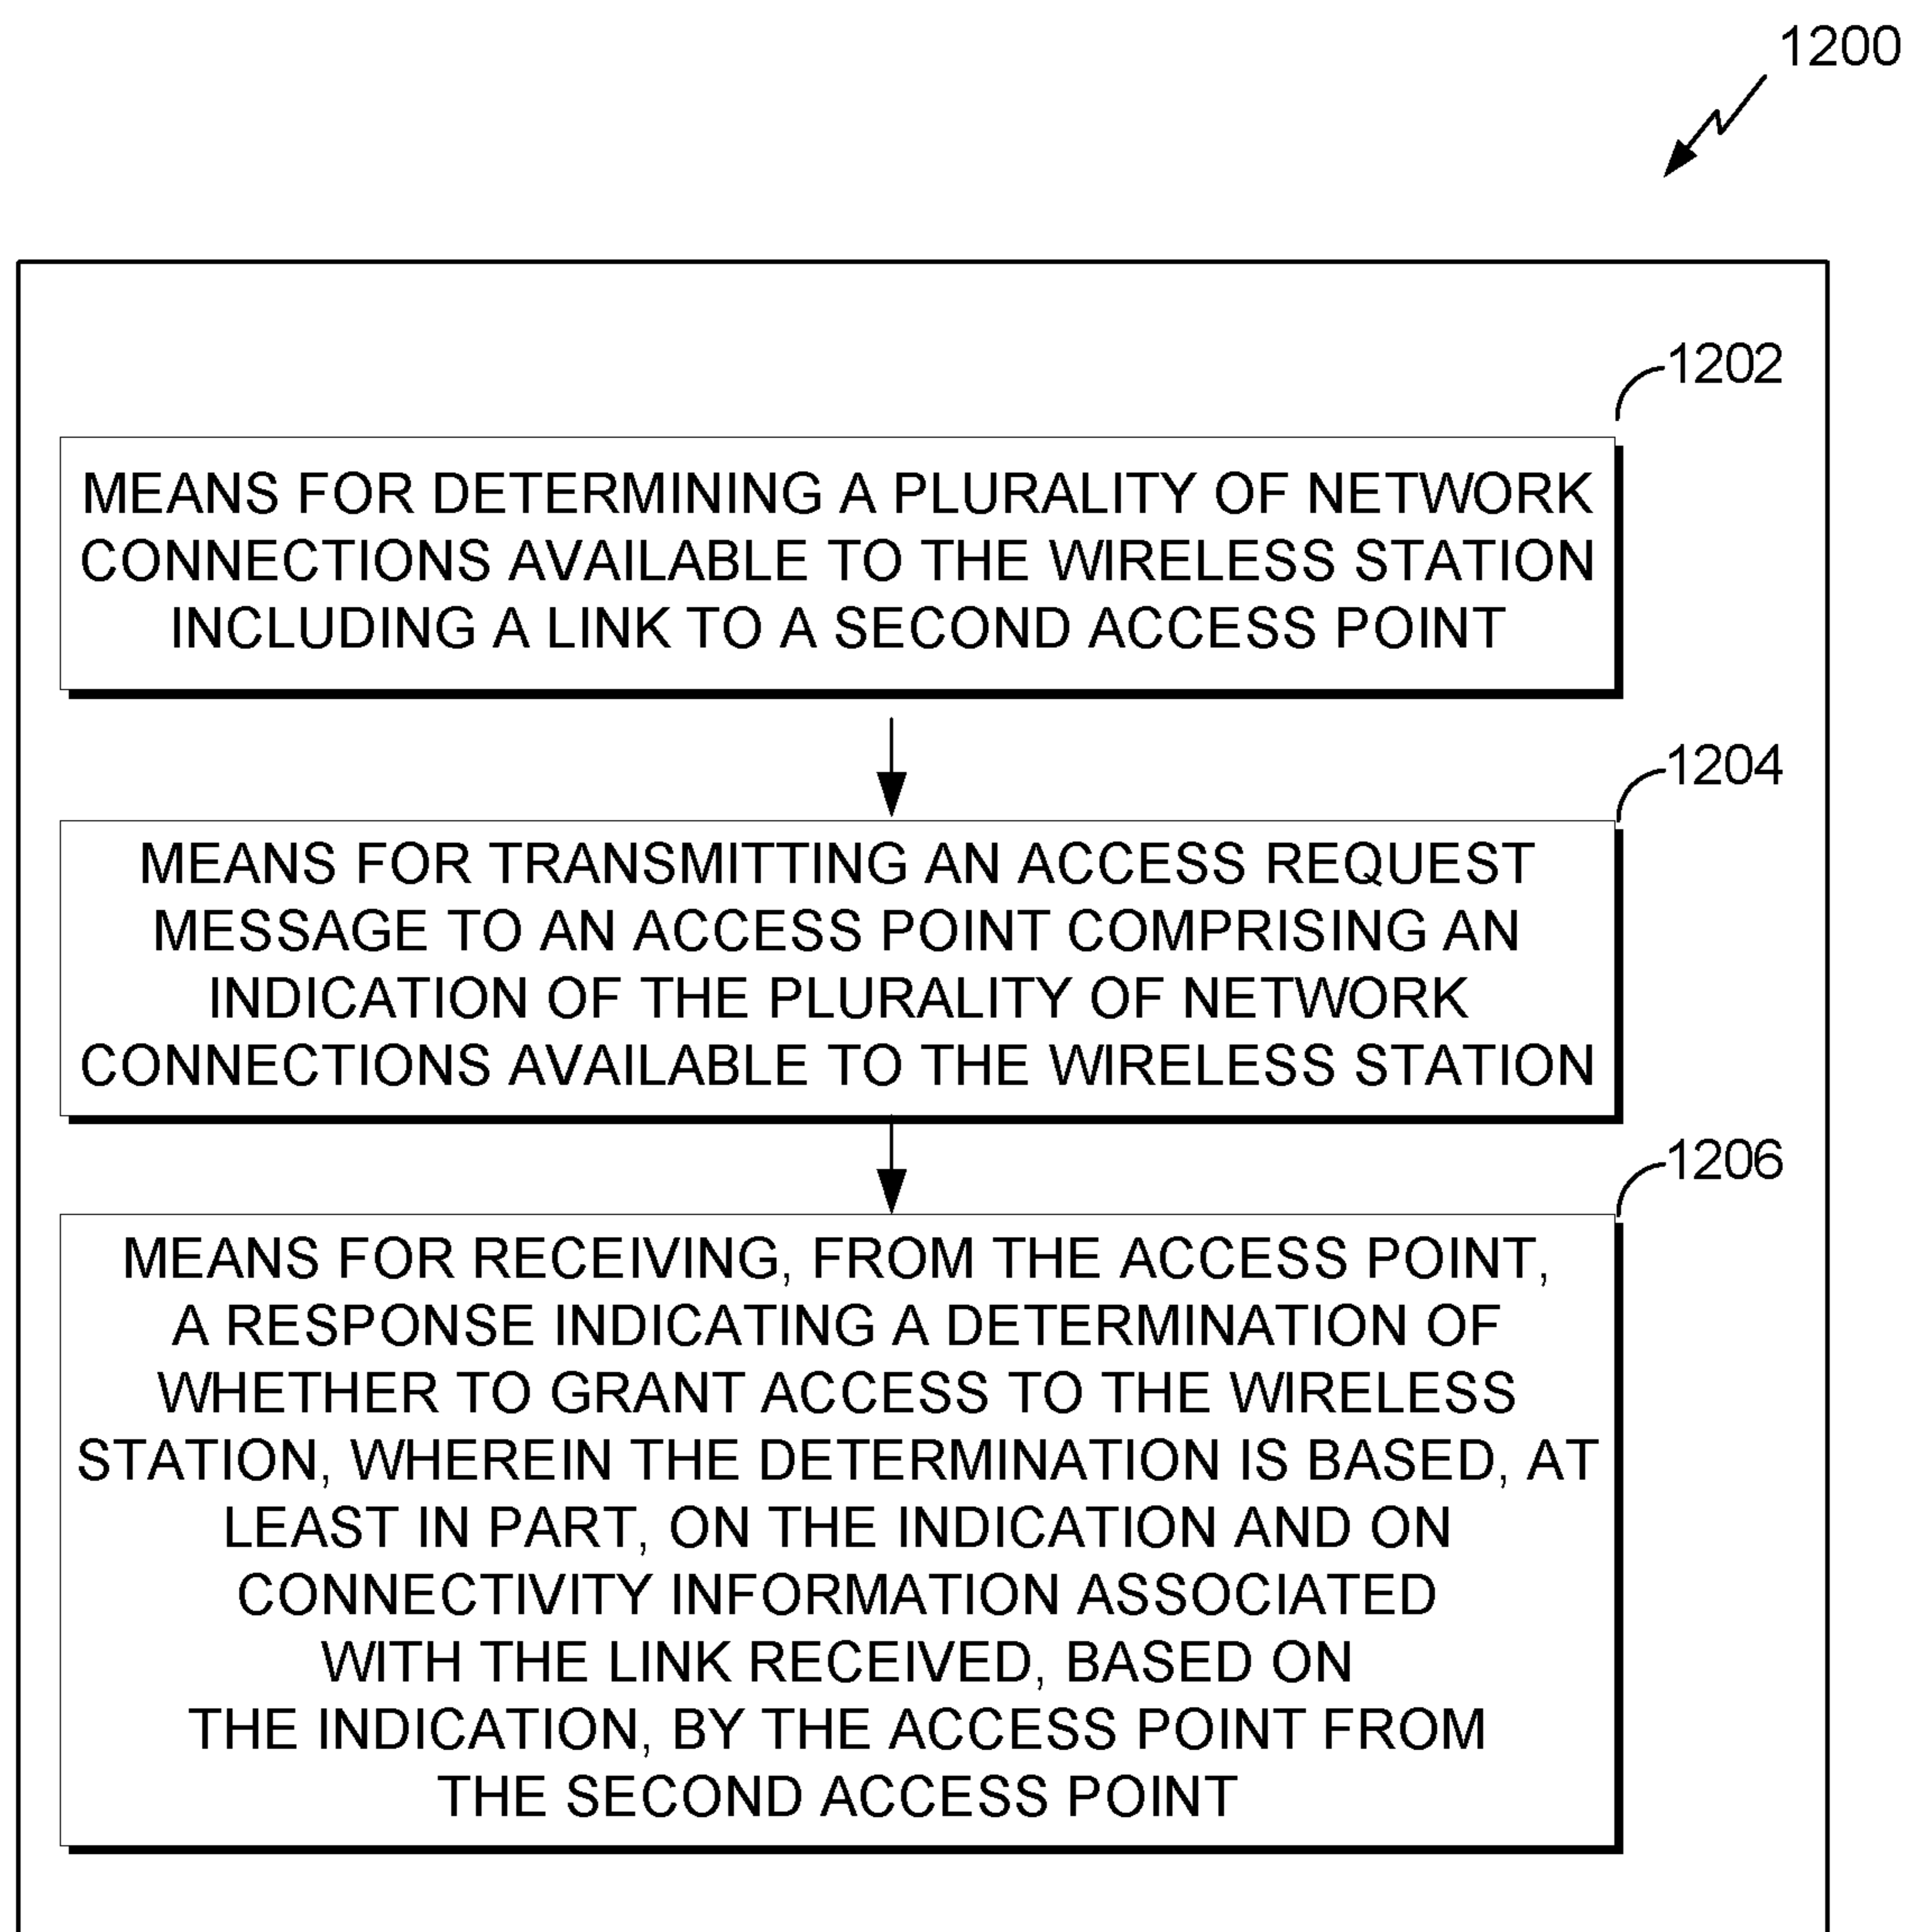 1200
1202
MEANS FOR DETERMINING A PLURALITY OF NETWORK
CONNECTIONS AVAILABLE TO THE WIRELESS STATION
INCLUDING A LINK TO A SECOND ACCESS POINT
1204
MEANS FOR TRANSMITTING AN ACCESS REQUEST
MESSAGE TO AN ACCESS POINT COMPRISING AN
INDICATION OF THE PLURALITY OF NETWORK
CONNECTIONS AVAILABLE TO THE WIRELESS STATION
1206
MEANS FOR RECEIVING, FROM THE ACCESS POINT,
A RESPONSE INDICATING A DETERMINATION OF
WHETHER TO GRANT ACCESS TO THE WIRELESS
STATION, WHEREIN THE DETERMINATION IS BASED, AT
LEAST IN PART, ON THE INDICATION AND ON
CONNECTIVITY INFORMATION ASSOCIATED
WITH THE LINK RECEIVED, BASED ON
THE INDICATION, BY THE ACCESS POINT FROM
THE SECOND ACCESS POINT